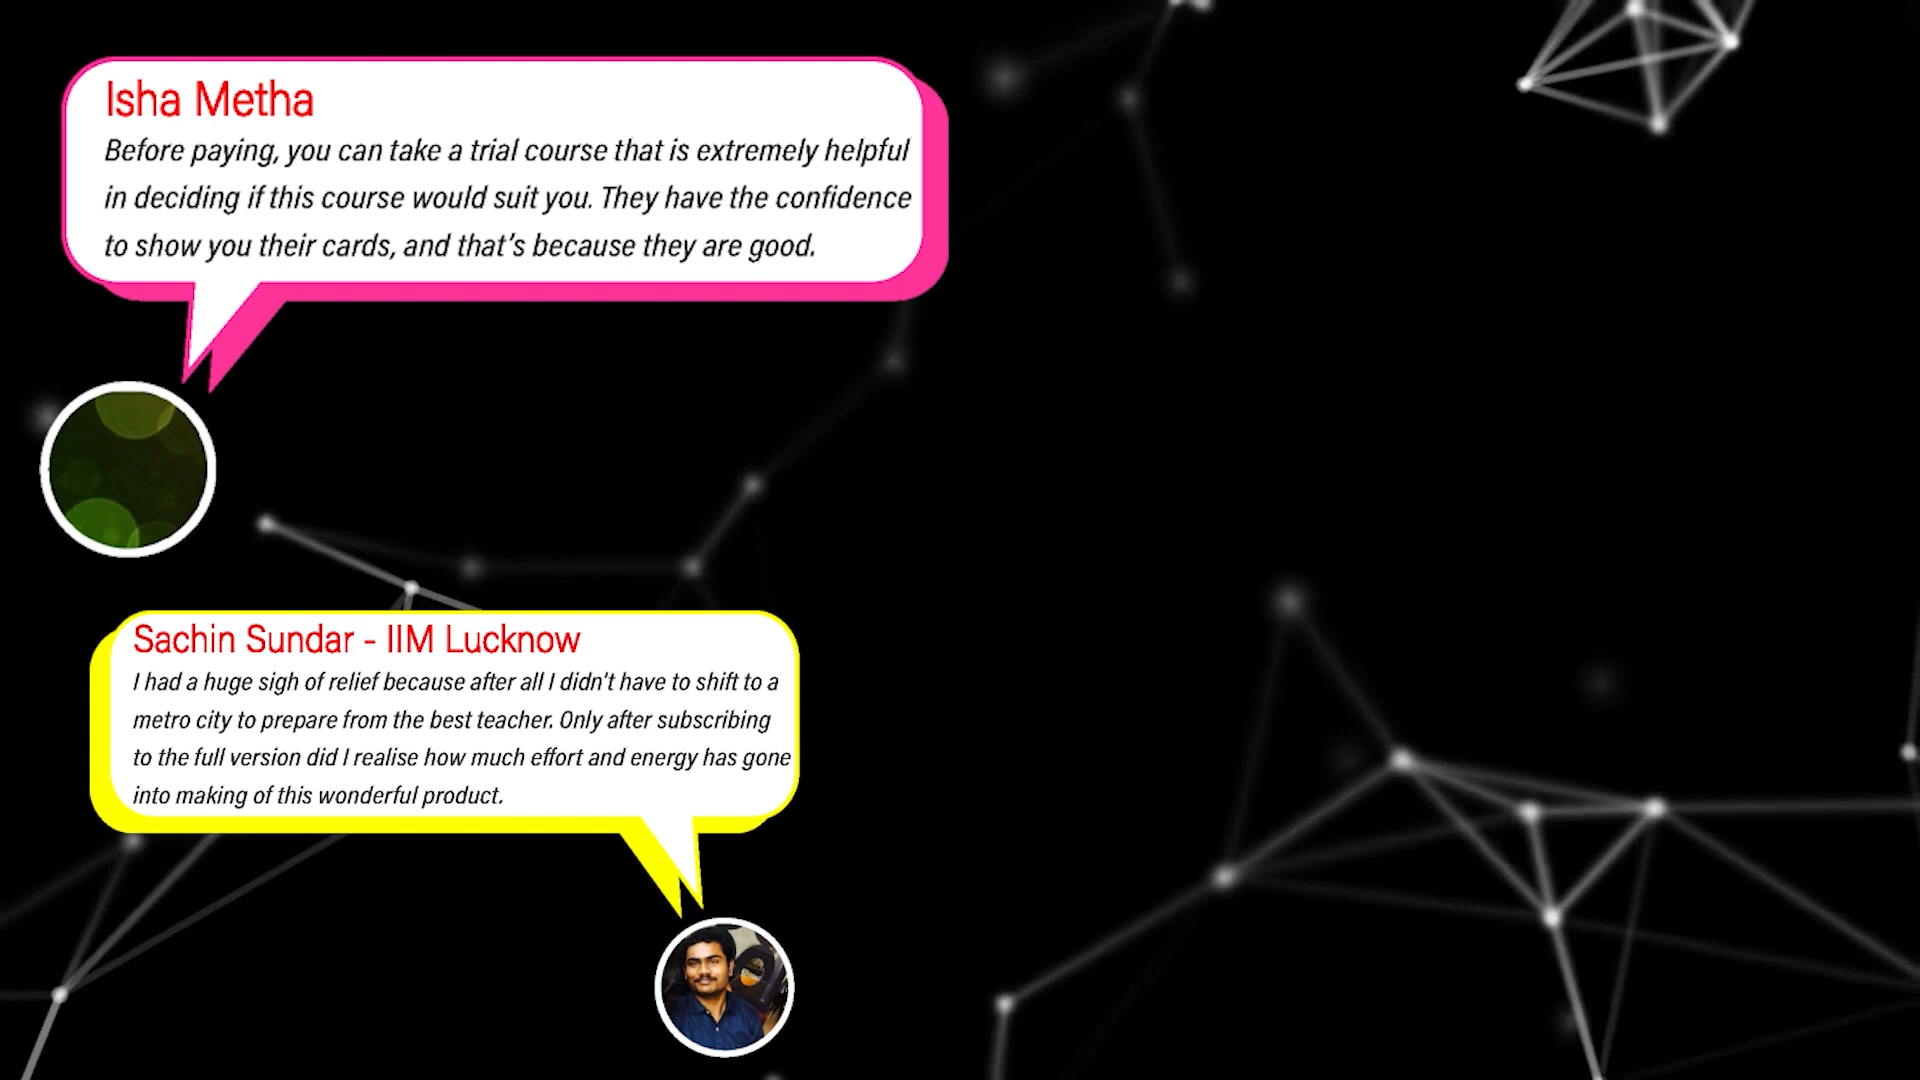 Isha Metha
Before paying, you can take a trial course that is extremely helpful
in deciding if this course would suit you. They have the confidence
to show you their cards, and that’s because they are good.
Sachin Sundar - IIM Lucknow
I had a huge sigh of relief because after all I didn't have to shift to a
metro city to prepare from the best teacher. Only after subscribing
to the full version did I realise how much effort and energy has gone
into making of this wonderful product.